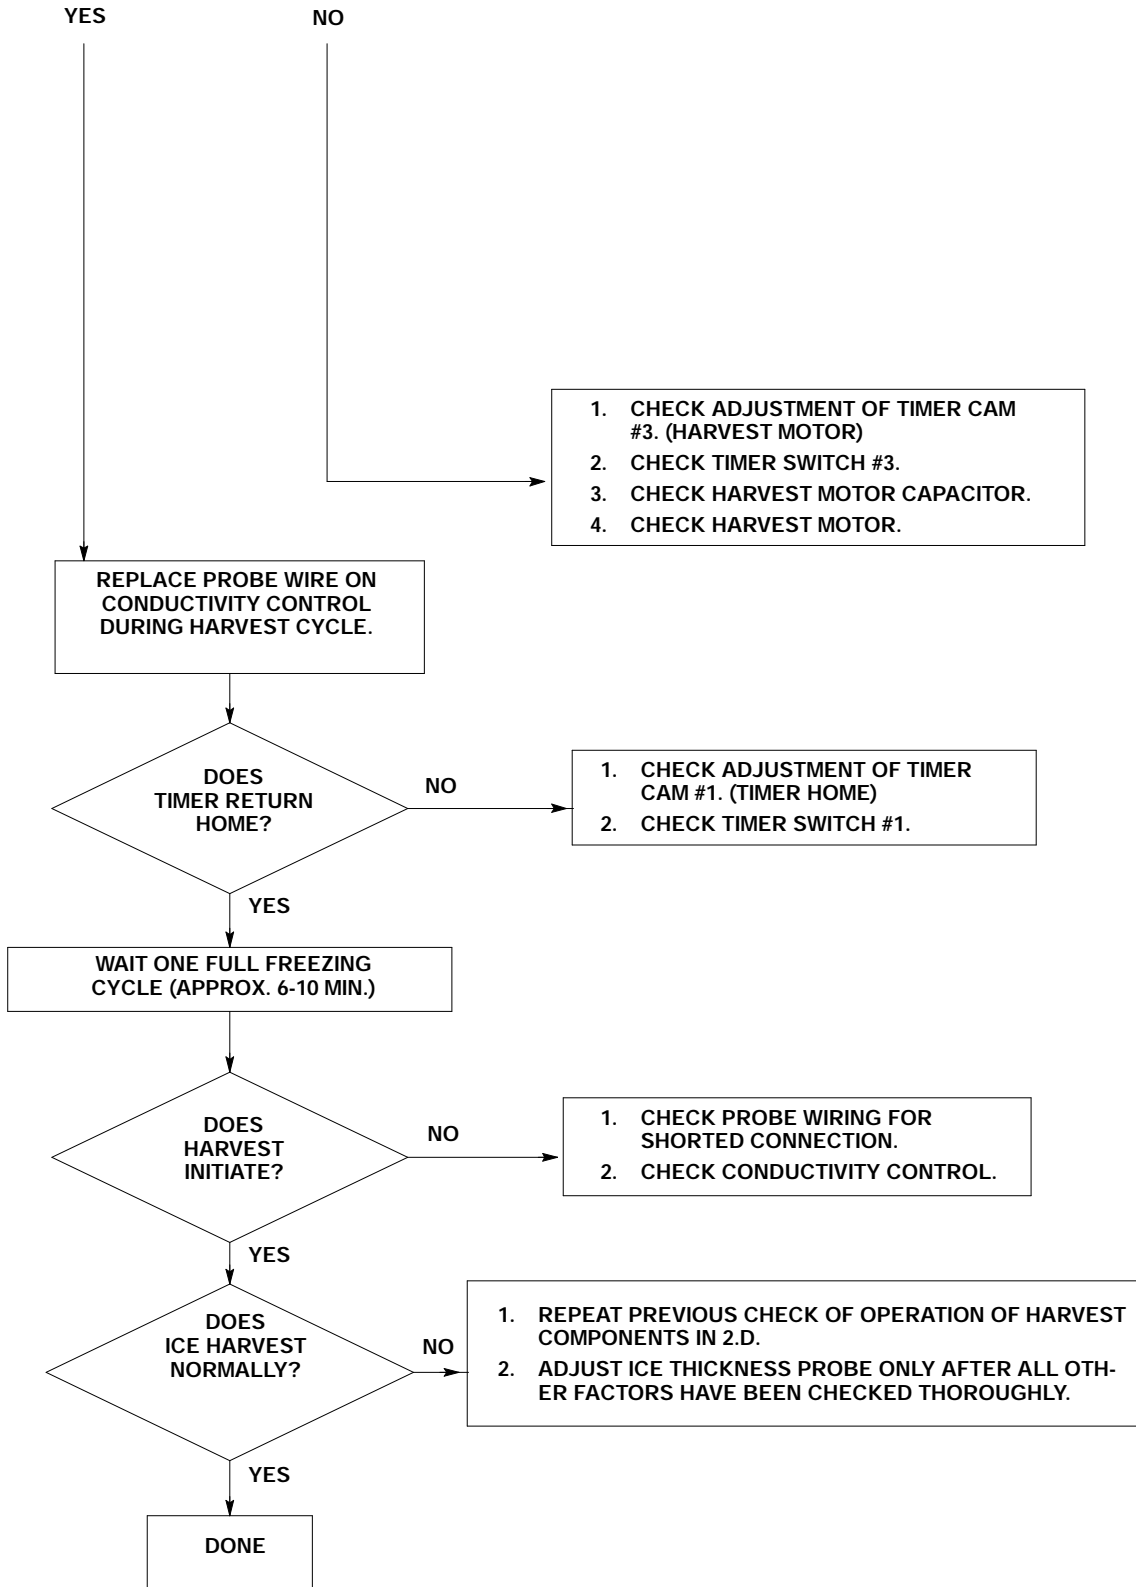 YES
NO
1. CHECK ADJUSTMENT OF TIMER CAM
#3. (HARVEST MOTOR)
2. CHECK TIMER SWITCH #3.
3. CHECK HARVEST MOTOR CAPACITOR.
4. CHECK HARVEST MOTOR.
REPLACE PROBE WIRE ON
CONDUCTIVITY CONTROL
DURING HARVEST CYCLE.
DOES
TIMER RETURN
HOME?
NO
1. CHECK ADJUSTMENT OF TIMER
CAM #1. (TIMER HOME)
2. CHECK TIMER SWITCH #1.
YES
WAIT ONE FULL FREEZING
CYCLE (APPROX. 6-10 MIN.)
DOES
HARVEST
INITIATE?
NO
1. CHECK PROBE WIRING FOR
SHORTED CONNECTION.
2. CHECK CONDUCTIVITY CONTROL.
YES
DOES
ICE HARVEST
NORMALLY?
NO
1. REPEAT PREVIOUS CHECK OF OPERATION OF HARVEST
COMPONENTS IN 2.D.
2. ADJUST ICE THICKNESS PROBE ONLY AFTER ALL OTH-
ER FACTORS HAVE BEEN CHECKED THOROUGHLY.
YES
DONE